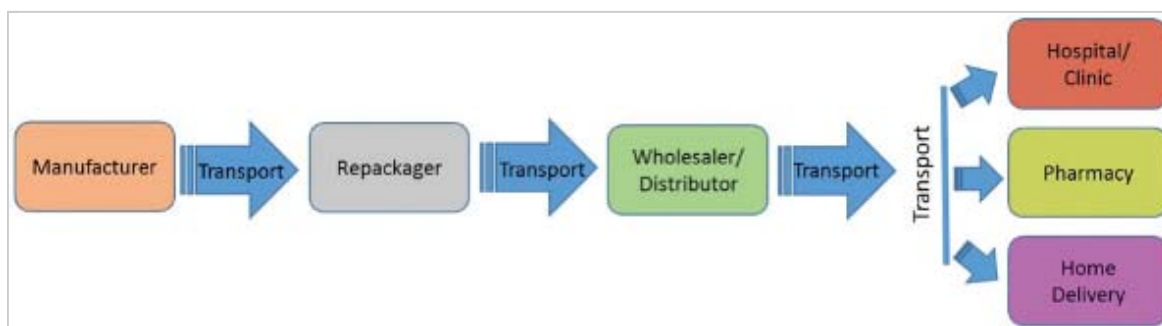 Manufacturer
Transport
Repackager
Transport
Wholesaler/
Distributor
Transport
Transport
Hospital/
Clinic
Pharmacy
Home
Delivery